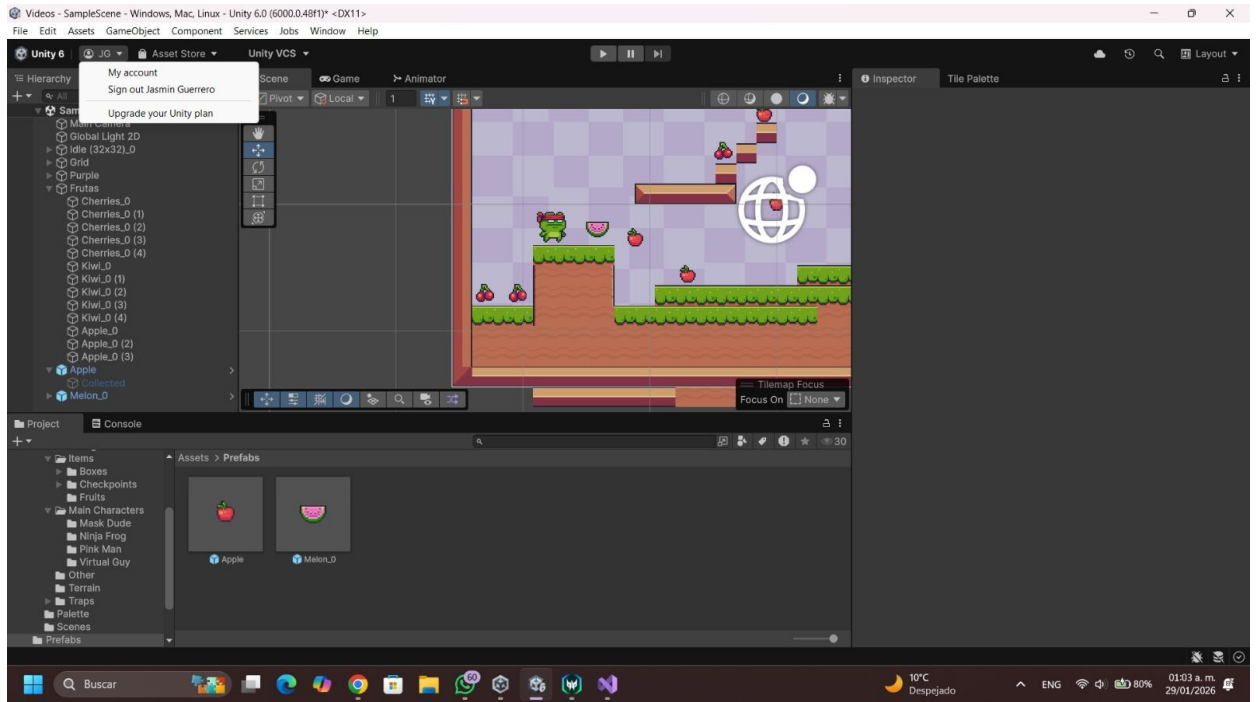 Videos - SampleScene - Windows, Mac, Linux - Unity 6.0 (6000.0.48f1)* <DX11>
File Edit Assets GameObject Component Services Jobs Window Help
Unity 6 JG Asset Store Unity VCS Layout
My account
Sign out Jasmin Guerrero
Upgrade your Unity plan
Hierarchy
Scene Game Animator
Inspector Tile Palette
All
Pivot Local 1
Main Camera
Global Light 2D
Idle (32x32)_0
Grid
Purple
Frutas
Cherries_0
Cherries_0 (1)
Cherries_0 (2)
Cherries_0 (3)
Cherries_0 (4)
Kiwi_0
Kiwi_0 (1)
Kiwi_0 (2)
Kiwi_0 (3)
Kiwi_0 (4)
Apple_0
Apple_0 (2)
Apple_0 (3)
Apple
Collected
Melon_0
Tilemap Focus
Focus On None
Project Console
30
Items
Boxes
Checkpoints
Fruits
Main Characters
Mask Dude
Ninja Frog
Pink Man
Virtual Guy
Other
Terrain
Traps
Palette
Scenes
Prefabs
Assets > Prefabs
Apple
Melon_0
Buscar
60
10°C
Despejado
ENG
80%
01:03 a. m.
29/01/2026